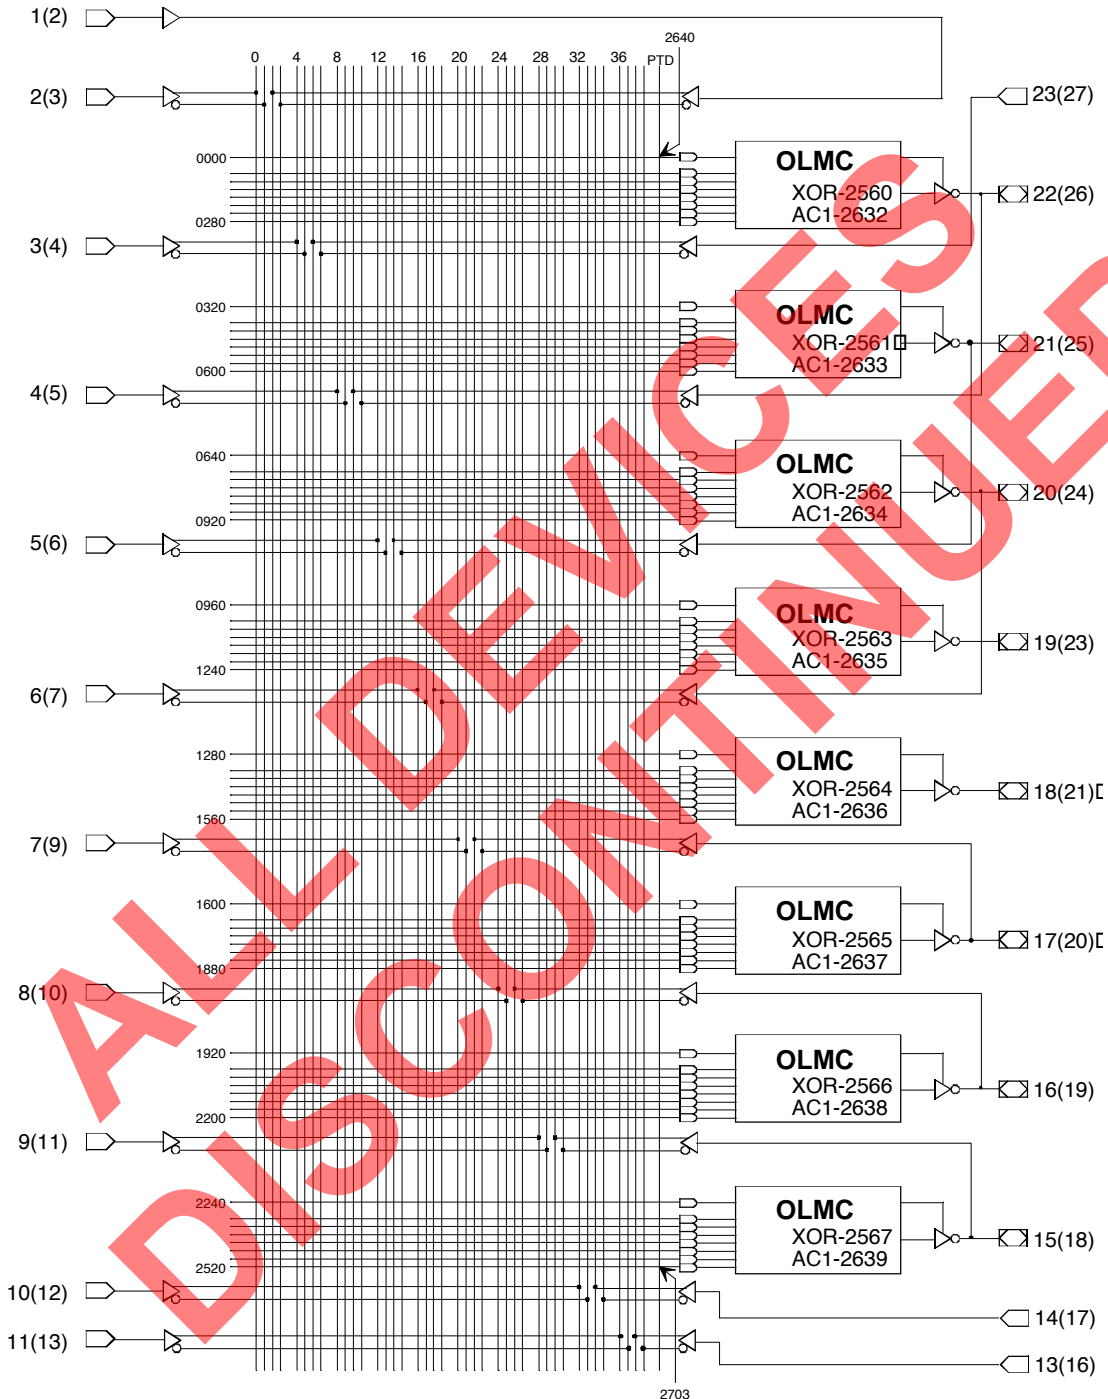 1(2)
2640
0 4 8 12 16 20 24 28 32 36 PTD
2(3)
23(27)
0000
OLMC
XOR-2560
22(26)
AC1-2632
0280
3(4)
0320
OLMC
XOR-2561
21(25)
AC1-2633
0600
4(5)
0640
OLMC
XOR-2562
20(24)
AC1-2634
0920
5(6)
0960
OLMC
XOR-2563
19(23)
AC1-2635
1240
6(7)
1280
OLMC
XOR-2564
18(21)
AC1-2636
1560
7(9)
1600
OLMC
XOR-2565
17(20)
AC1-2637
1880
8(10)
1920
OLMC
XOR-2566
16(19)
AC1-2638
2200
9(11)
2240
OLMC
XOR-2567
15(18)
AC1-2639
2520
10(12)
14(17)
11(13)
13(16)
2703
ALL DEVICES
DISCONTINUED